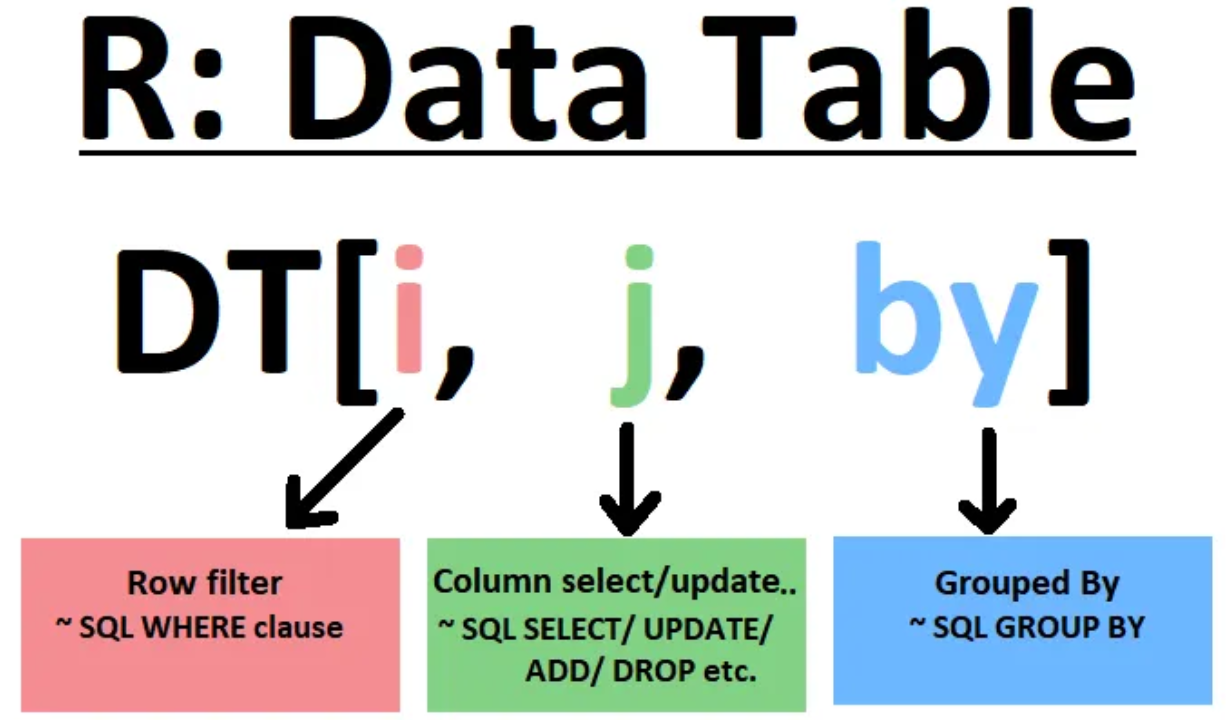 R: Data Table
DT[i, j, by]
Row filter
~ SQL WHERE clause
Column select/update..
~ SQL SELECT/ UPDATE/
ADD/ DROP etc.
Grouped By
~ SQL GROUP BY